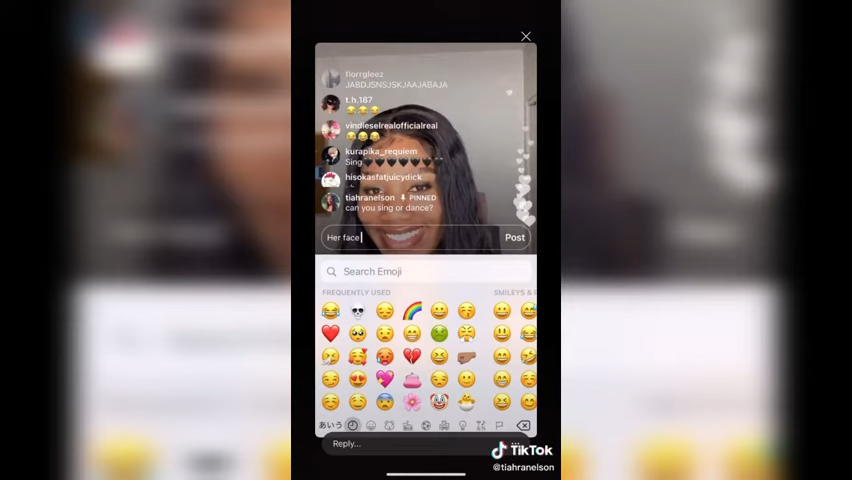 fiorrgleez
JABDJSNSJSKJAAJABAJA
t.h.187
vindieselrealofficialreal
kurapika_requiem
Sing🖤🖤🖤🖤🖤🖤🖤
hisokasfatjuicydick
tiahranelson PINNED
can you sing or dance?
Her face
Post
Search Emoji
FREQUENTLY USED
SMILEYS &
あいう
Reply...
TikTok
@tiahranelson